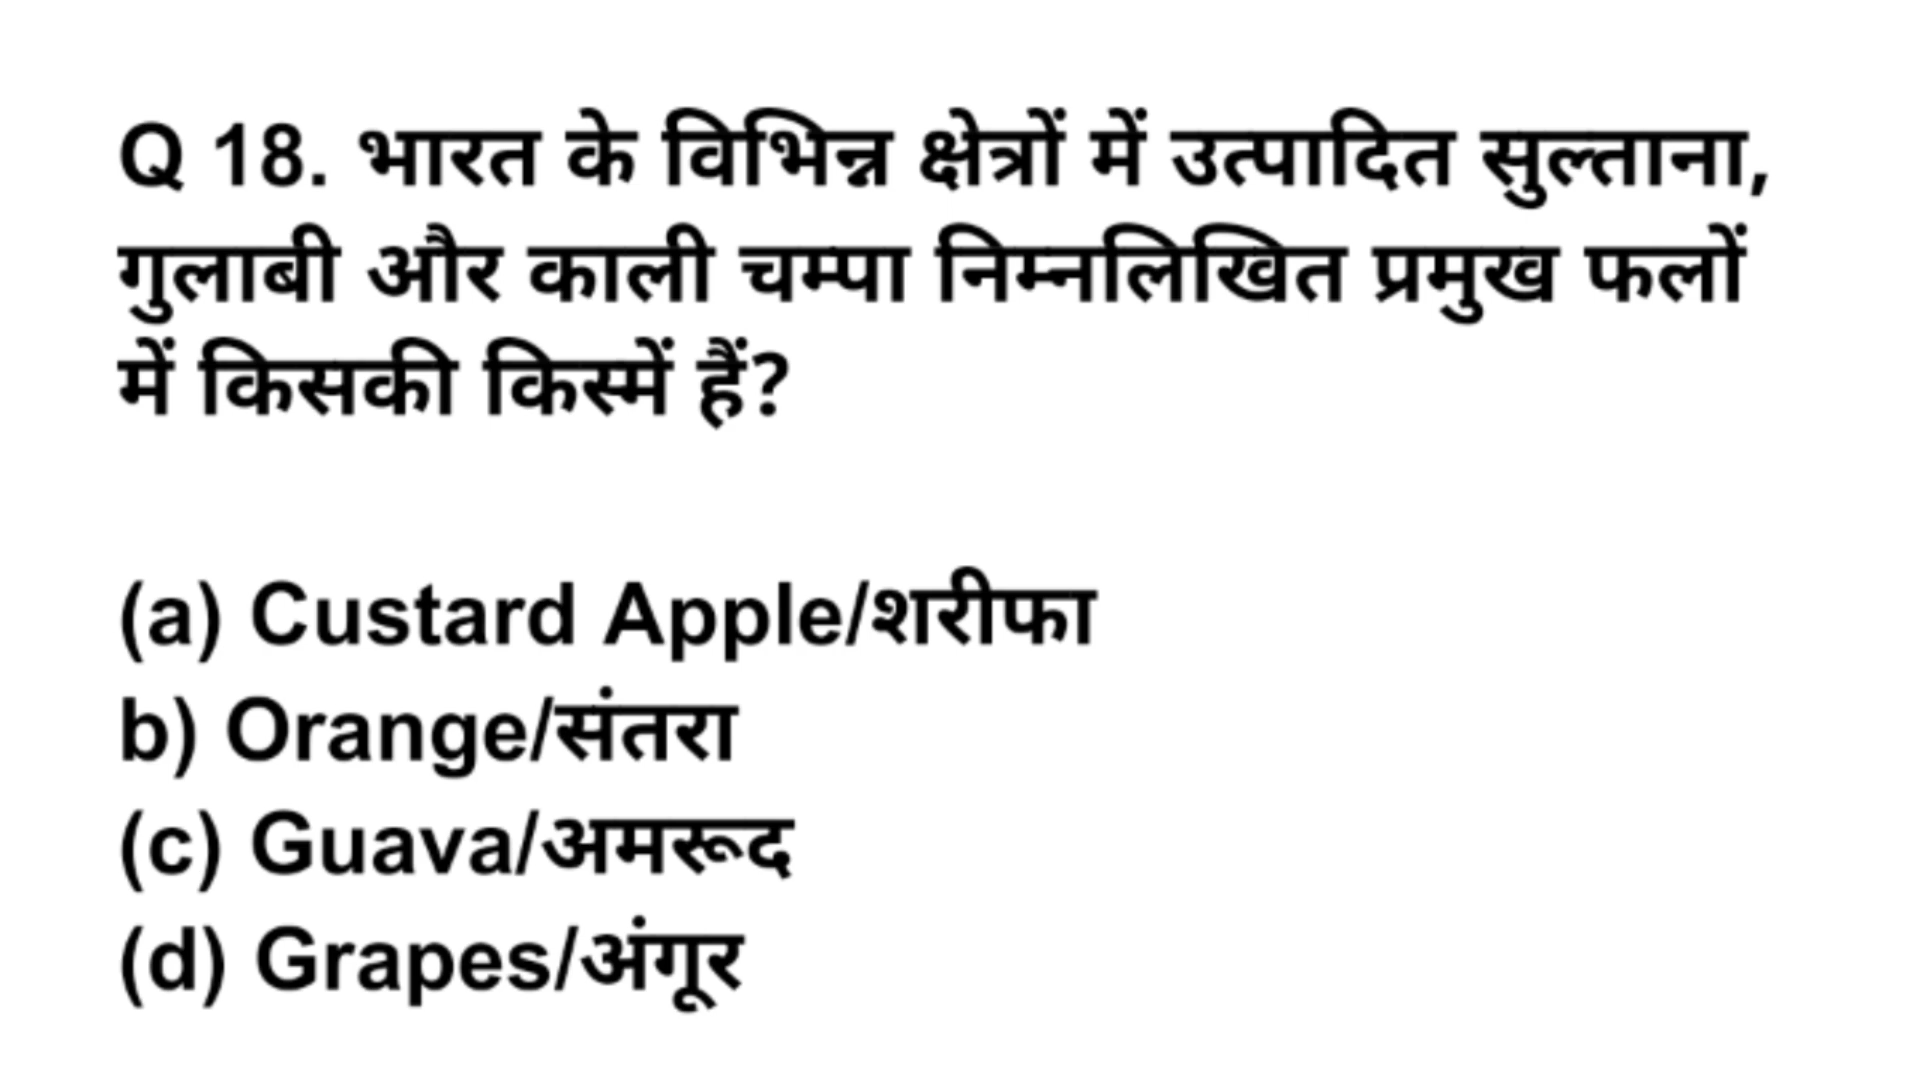 Q 18. भारत के विभिन्न क्षेत्रों में उत्पादित सुल्ताना,
गुलाबी और काली चम्पा निम्नलिखित प्रमुख फलों
में किसकी किस्में हैं?
(a) Custard Apple/शरीफा
b) Orange/संतरा
(c) Guava/अमरूद
(d) Grapes/अंगूर